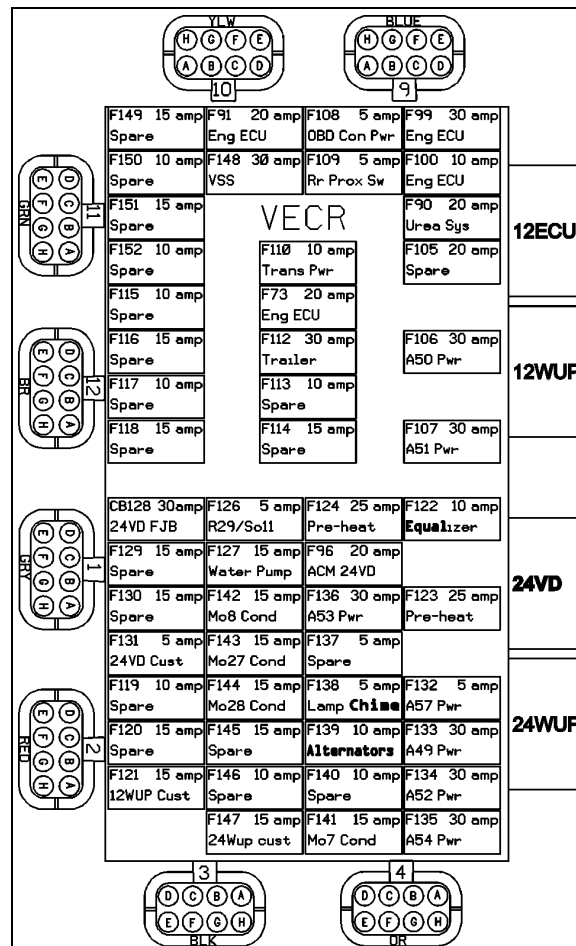 YLW
H G F E
A B C D
10
BLUE
H G F E
A B C D
9
F149 15 amp
Spare
F91 20 amp
Eng ECU
F108 5 amp
OBD Con Pwr
F99 30 amp
Eng ECU
F150 10 amp
Spare
F148 30 amp
VSS
F109 5 amp
Rr Prox Sw
F100 10 amp
Eng ECU
F151 15 amp
Spare
VECR
F90 20 amp
Urea Sys
F152 10 amp
Spare
F110 10 amp
Trans Pwr
F105 20 amp
Spare
F115 10 amp
Spare
F73 20 amp
Eng ECU
F116 15 amp
Spare
F112 30 amp
Trailer
F106 30 amp
A50 Pwr
F117 10 amp
Spare
F113 10 amp
Spare
F118 15 amp
Spare
F114 15 amp
Spare
F107 30 amp
A51 Pwr
CB128 30amp
24VD FJB
F126 5 amp
R29/Sol1
F124 25 amp
Pre-heat
F122 10 amp
Equalizer
F129 15 amp
Spare
F127 15 amp
Water Pump
F96 20 amp
ACM 24VD
F130 15 amp
Spare
F142 15 amp
Mo8 Cond
F136 30 amp
A53 Pwr
F123 25 amp
Pre-heat
F131 5 amp
24VD Cust
F143 15 amp
Mo27 Cond
F137 5 amp
Spare
F119 10 amp
Spare
F144 15 amp
Mo28 Cond
F138 5 amp
Lamp Chime
F132 5 amp
A57 Pwr
F120 15 amp
Spare
F145 15 amp
Spare
F139 10 amp
Alternators
F133 30 amp
A49 Pwr
F121 15 amp
12WUP Cust
F146 10 amp
Spare
F140 10 amp
Spare
F134 30 amp
A52 Pwr
F147 15 amp
24Wup cust
F141 15 amp
Mo7 Cond
F135 30 amp
A54 Pwr
GRN
E F G H
D C B A
11
BR
E F G H
D C B A
12
GRY
E F G H
D C B A
1
RED
E F G H
D C B A
2
12ECU
12WUP
24VD
24WUP
3
D C B A
E F G H
BLK
4
D C B A
E F G H
OR